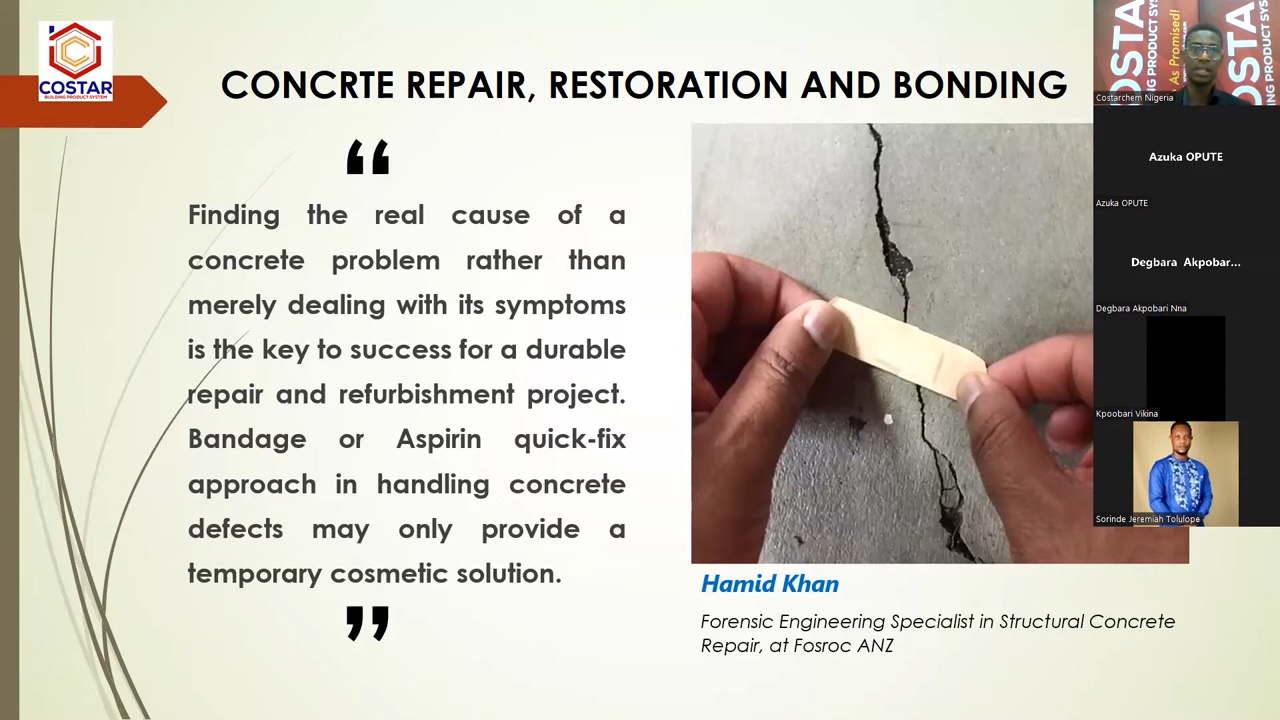 COSTAR
BUILDING PRODUCT SYSTEM
CONCRTE REPAIR, RESTORATION AND BONDING
“
Finding the real cause of a
concrete problem rather than
merely dealing with its symptoms
is the key to success for a durable
repair and refurbishment project.
Bandage or Aspirin quick-fix
approach in handling concrete
defects may only provide a
temporary cosmetic solution.
”
Hamid Khan
Forensic Engineering Specialist in Structural Concrete
Repair, at Fosroc ANZ
As Promised!
Costarchem Nigeria
Azuka OPUTE
Azuka OPUTE
Degbara Akpobar...
Degbara Akpobari Nna
Kpoobari Vikina
Sorinde Jeremiah Tolulope